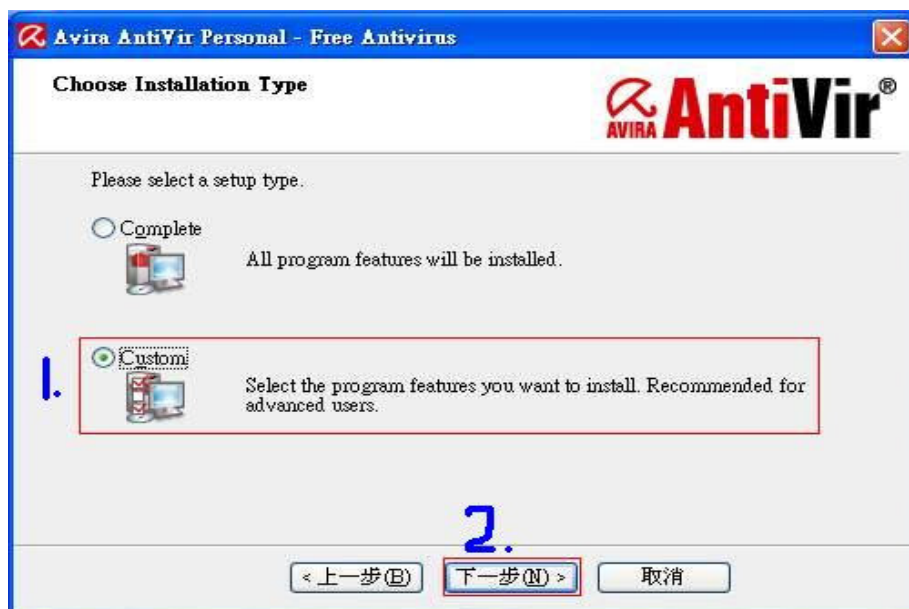 Avira AntiVir Personal - Free Antivirus
Choose Installation Type
AVIRA AntiVir®
Please select a setup type.
Complete
All program features will be installed.
1.
Custom
Select the program features you want to install. Recommended for
advanced users.
2.
< 上一步(B)
下一步(N) >
取消